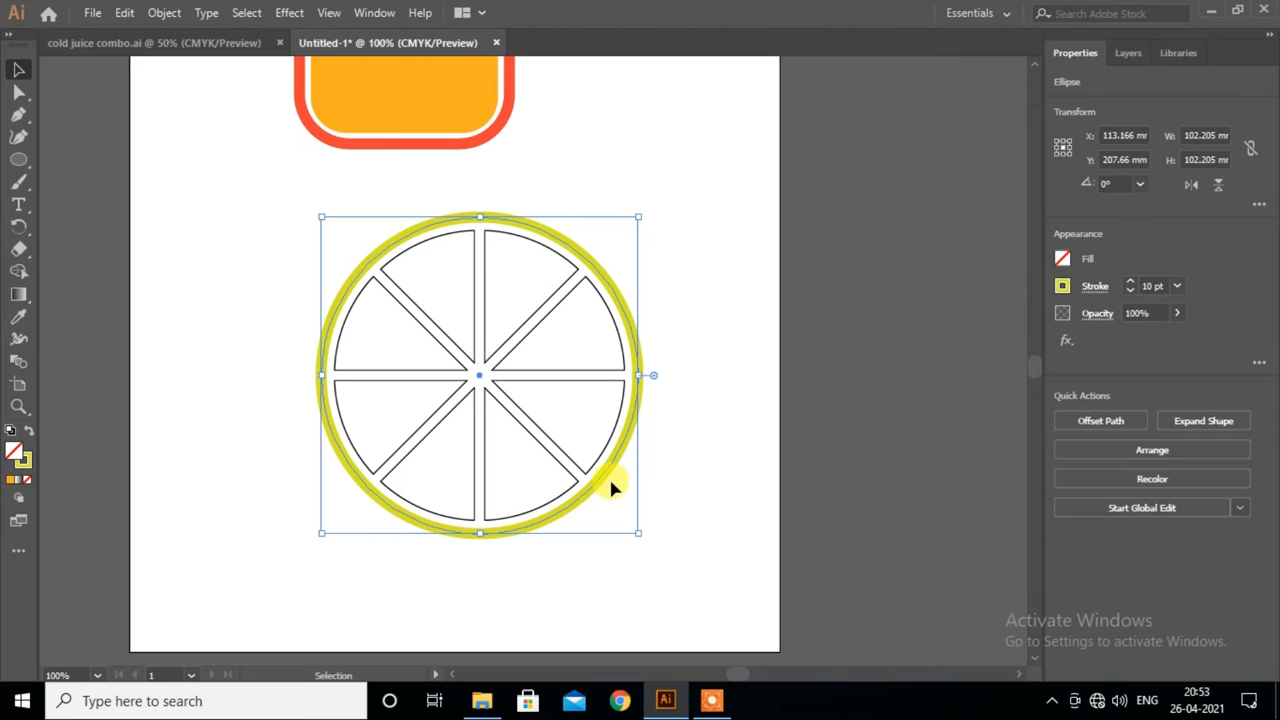 Ai File Edit Object Type Select Effect View Window Help Essentials Search Adobe Stock
cold juice combo.ai @ 50% (CMYK/Preview) Untitled-1* @ 100% (CMYK/Preview)
Properties Layers Libraries
Ellipse
Transform
X: 113.166 mr W: 102.205 mr
Y: 207.66 mm H: 102.205 mr
0°
Appearance
Fill
Stroke 10 pt
Opacity 100%
fx.
Quick Actions
Offset Path Expand Shape
Arrange
Recolor
Start Global Edit
Activate Windows
Go to Settings to activate Windows.
100% 1 Selection
Type here to search
Ai
ENG
20:53
26-04-2021